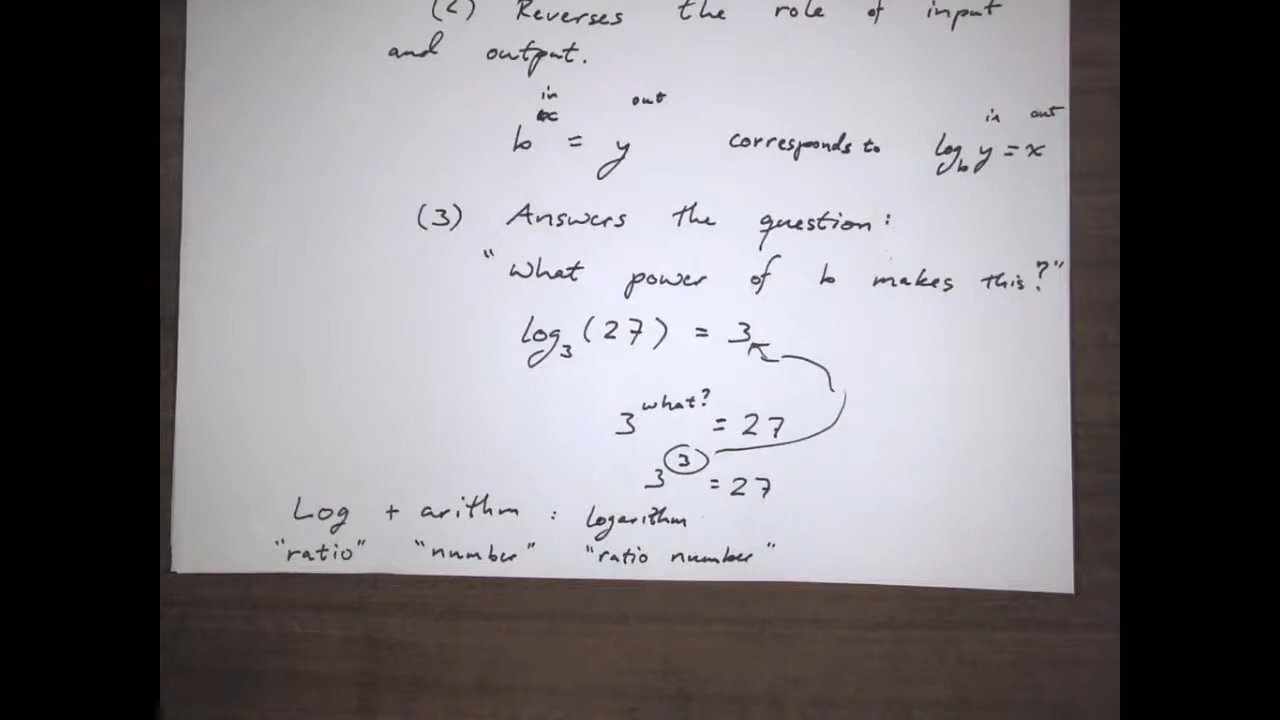 (2) Reverses the role of input
and output.
in out in out
b^x = y corresponds to log_b y = x
(3) Answers the question:
"what power of b makes this?"
log_3 (27) = 3
3^what? = 27
3^3 = 27
Log + arithm : logarithm
"ratio" "number" "ratio number"